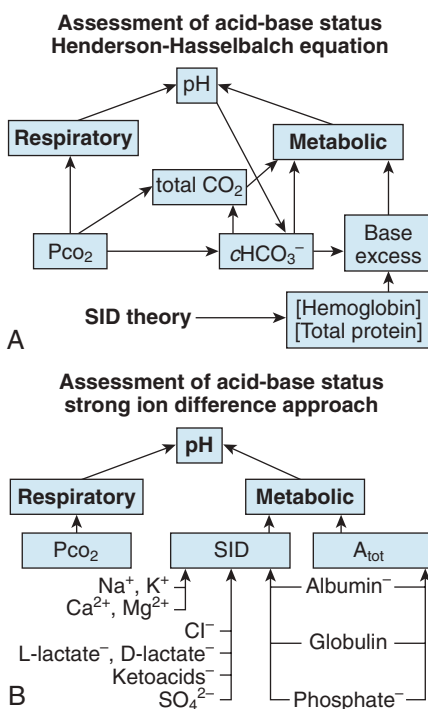 Assessment of acid-base status
Henderson-Hasselbalch equation
pH
Respiratory
Metabolic
total CO₂
Pco₂
cHCO₃⁻
Base
excess
SID theory
[Hemoglobin]
[Total protein]
A
Assessment of acid-base status
strong ion difference approach
pH
Respiratory
Metabolic
Pco₂
SID
Atot
Na⁺, K⁺
Ca²⁺, Mg²⁺
Albumin⁻
Cl⁻
L-lactate⁻, D-lactate⁻
Globulin
Ketoacids⁻
SO₄²⁻
Phosphate⁻
B